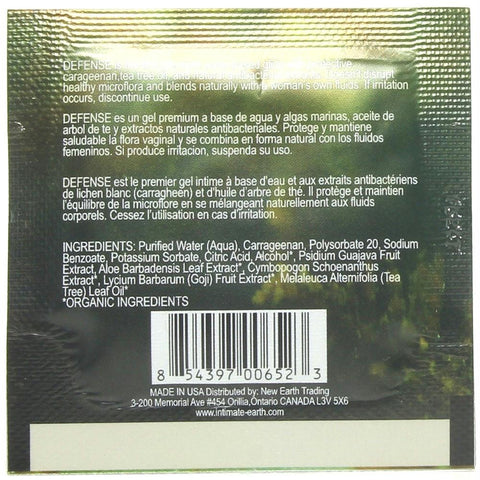 DEFENSE is
carageenan, tea tree oil, and natural antibacterial disrupt
healthy microflora and blends naturally with a woman's own fluids. If irritation
occurs, discontinue use.
DEFENSE es un gel premium a base de agua y algas marinas, aceite de
arbol de te y extractos naturales antibacteriales. Protege y mantiene
saludable la flora vaginal y se combina en forma natural con los fluidos
femeninos. Si produce irritacion, suspenda su uso.
DEFENSE est le premier gel intime à base d'eau et aux extraits antibactériens
de lichen blanc (carragheën) et d'huile d'arbre de thé. Il protège et maintien
l'équilibre de la microflore en se mélangeant naturellement aux fluids
corporels. Cessez l'utilisation en cas d'irritation.
INGREDIENTS: Purified Water (Aqua), Carrageenan, Polysorbate 20, Sodium
Benzoate, Potassium Sorbate, Citric Acid, Alcohol*, Psidium Guajava Fruit
Extract, Aloe Barbadensis Leaf Extract*, Cymbopogon Schoenanthus
Extract*, Lycium Barbarum (Goji) Fruit Extract*, Melaleuca Alternifolia (Tea
Tree) Leaf Oil*
*ORGANIC INGREDIENTS
8 54397 00652 3
MADE IN USA Distributed by: New Earth Trading
3-200 Memorial Ave #454 Orillia,Ontario CANADA L3V 5X6
www.intimate-earth.com